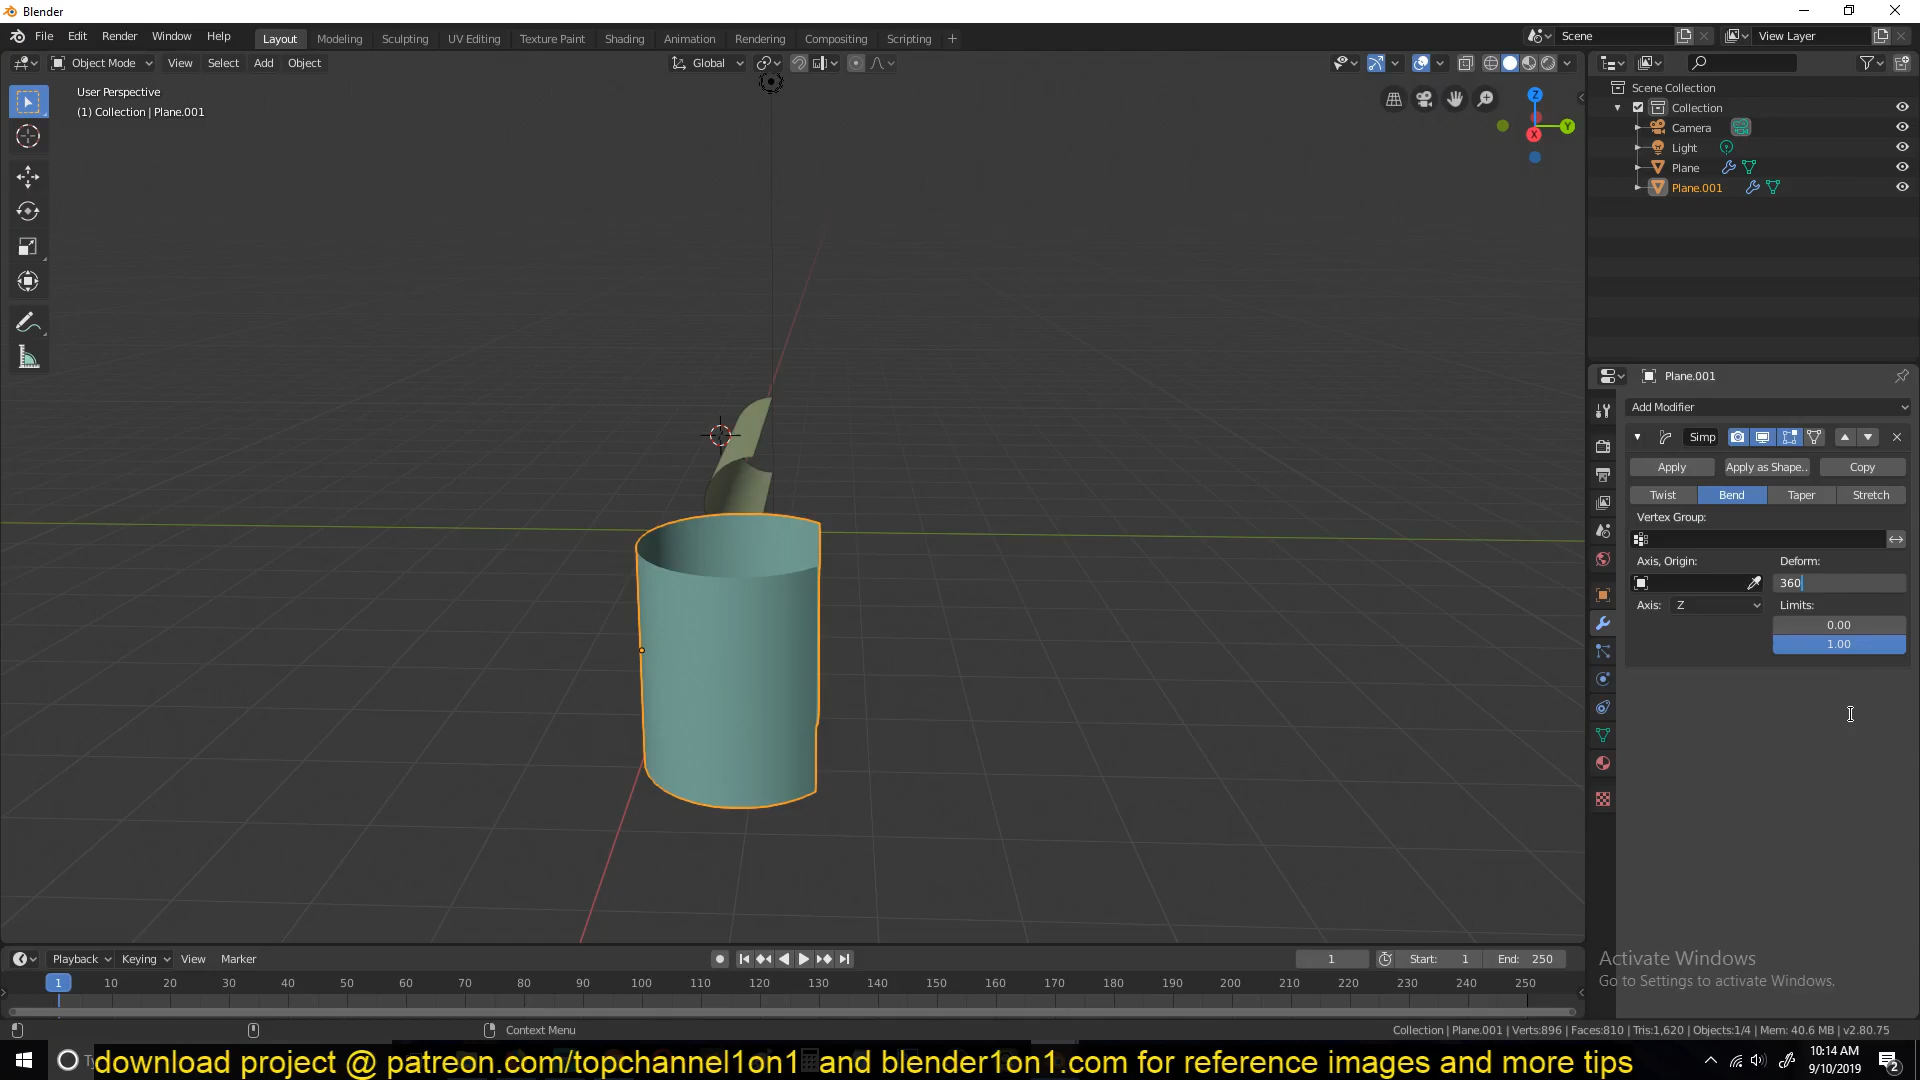 Blender
File Edit Render Window Help
Layout Modeling Sculpting UV Editing Texture Paint Shading Animation Rendering Compositing Scripting +
Scene View Layer
Object Mode View Select Add Object
Global
User Perspective
(1) Collection | Plane.001
Z
Y
X
Scene Collection
Collection
Camera
Light
Plane
Plane.001
Plane.001
Add Modifier
Simp
Apply Apply as Shape.. Copy
Twist Bend Taper Stretch
Vertex Group:
Axis, Origin: Deform:
360
Axis: Z Limits:
0.00
1.00
Playback Keying View Marker
1 Start: 1 End: 250
1 10 20 30 40 50 60 70 80 90 100 110 120 130 140 150 160 170 180 190 200 210 220 230 240 250
Activate Windows
Go to Settings to activate Windows.
Context Menu
Collection | Plane.001 | Verts:896 | Faces:810 | Tris:1,620 | Objects:1/4 | Mem: 40.6 MB | v2.80.75
download project @ patreon.com/topchannel1on1 and blender1on1.com for reference images and more tips
10:14 AM
9/10/2019
2